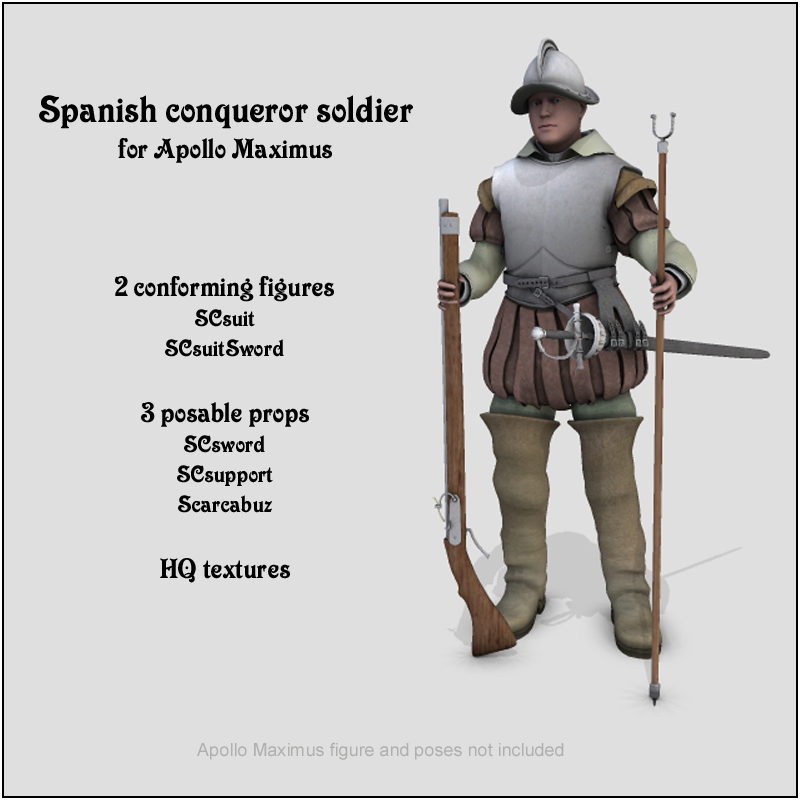 Spanish conqueror soldier
for Apollo Maximus
2 conforming figures
SCsuit
SCsuitSword
3 posable props
SCsword
SCsupport
Scarcabuz
HQ textures
Apollo Maximus figure and poses not included